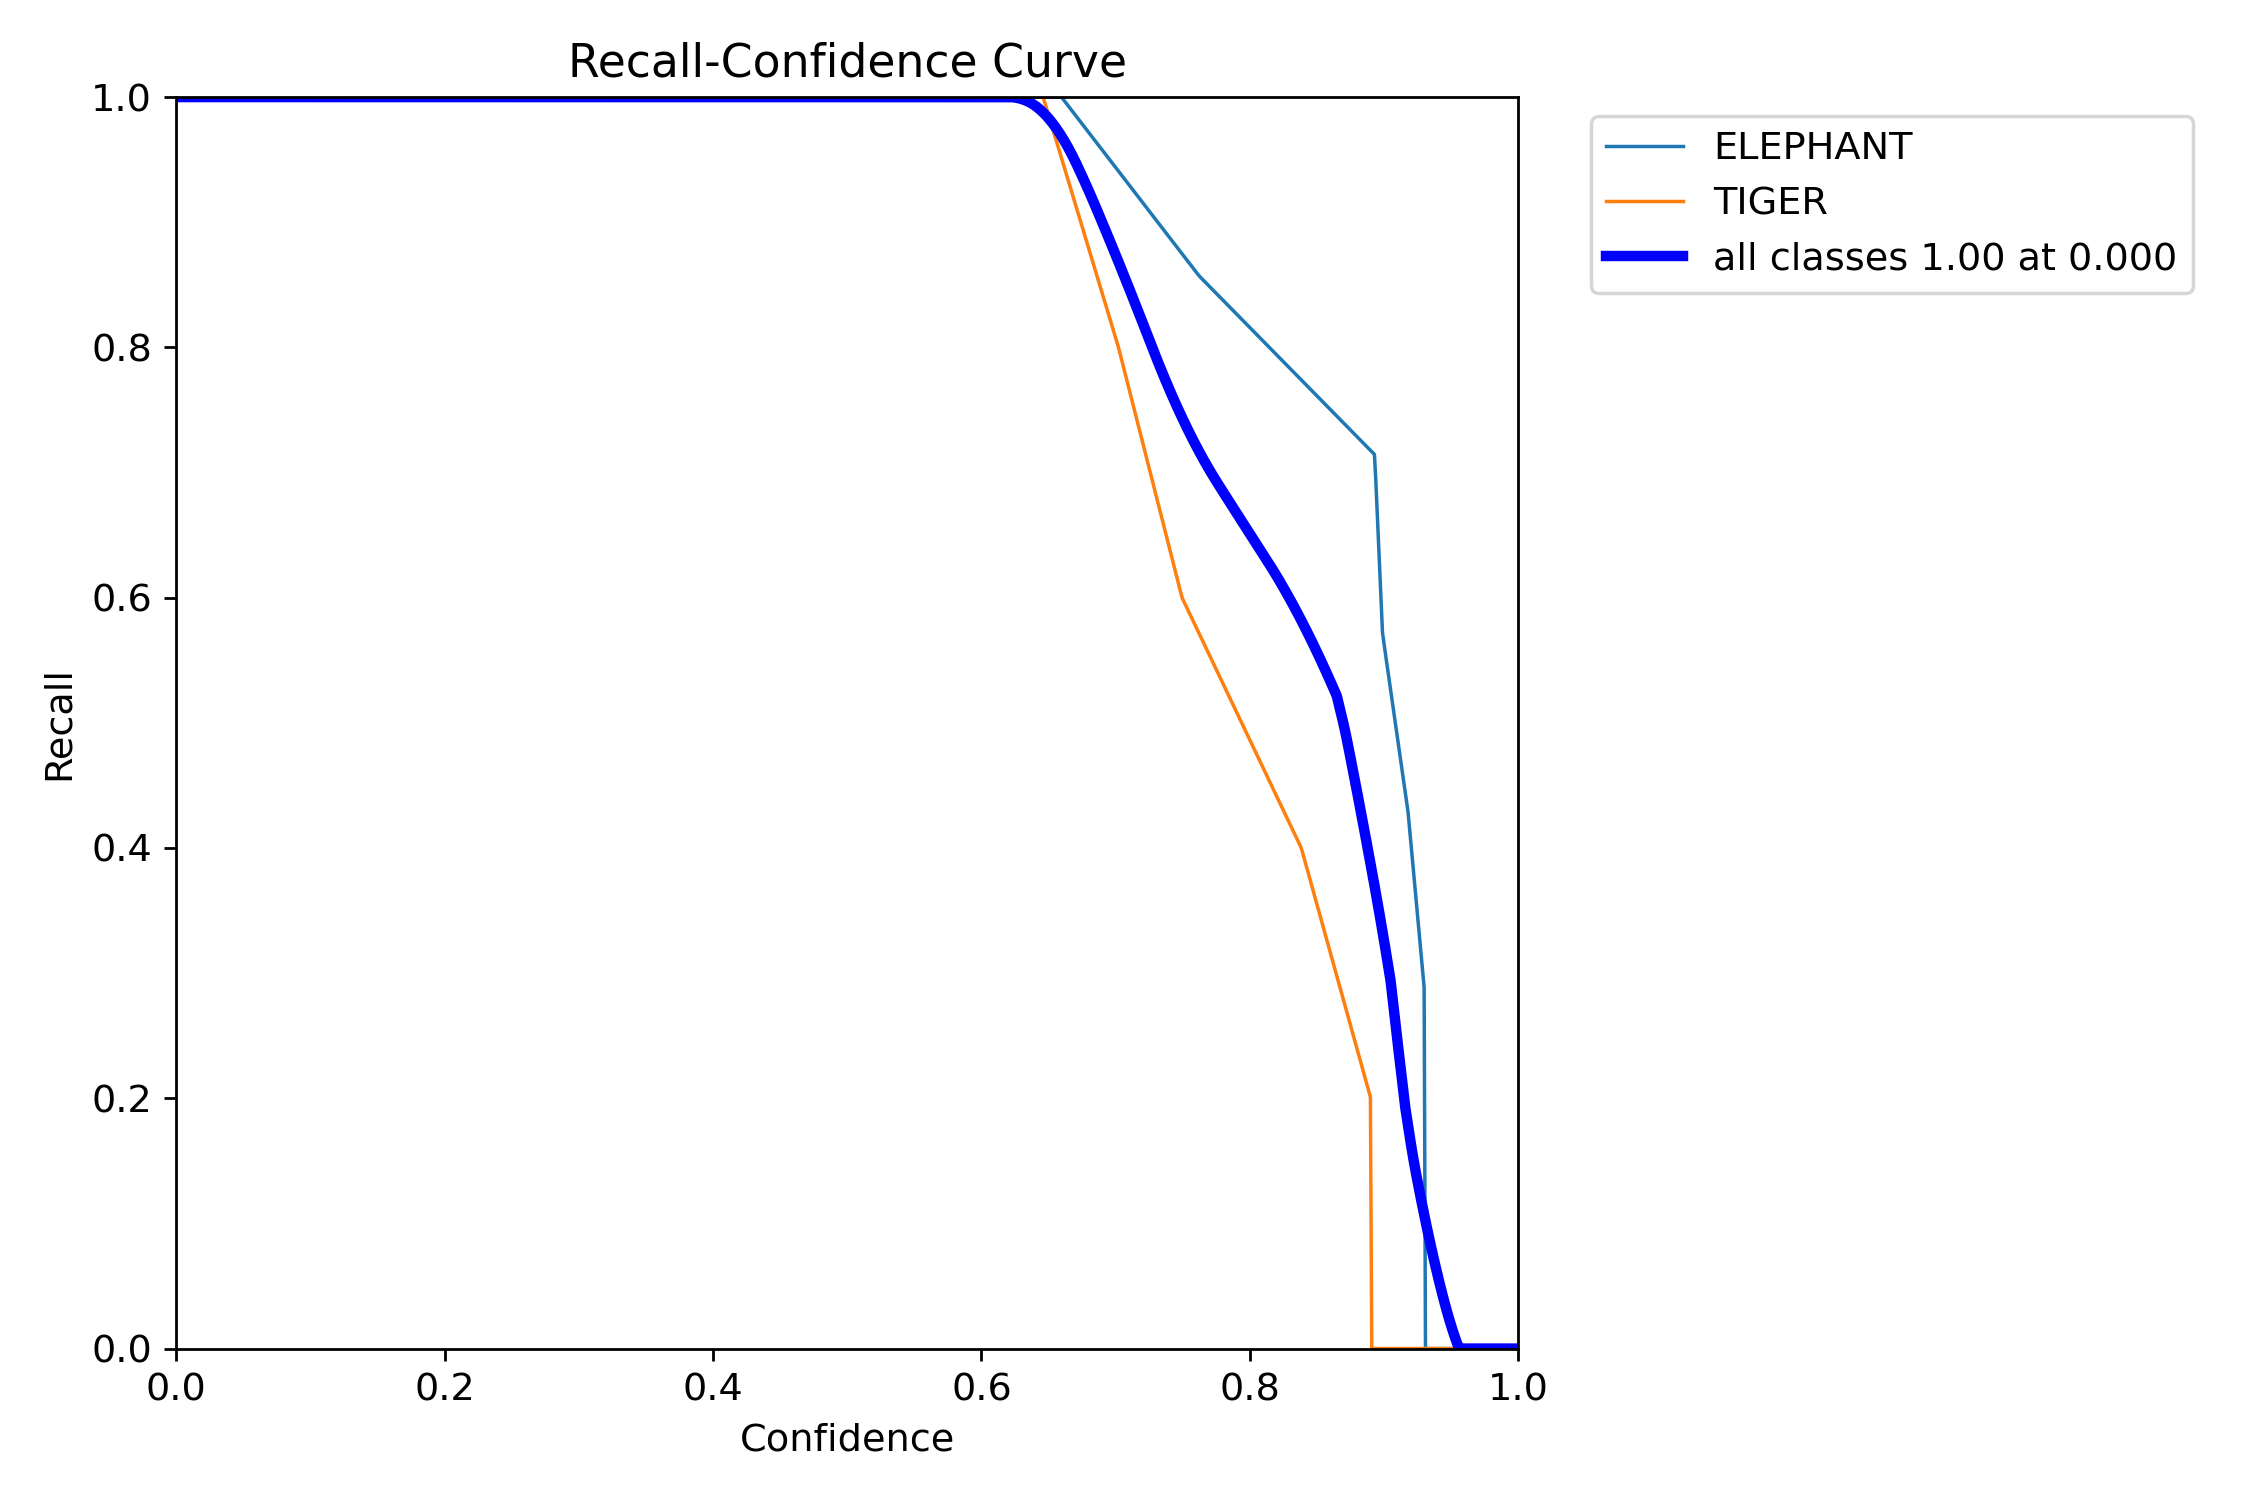 Recall-Confidence Curve
1.0
0.8
0.6
0.4
0.2
0.0
Recall
0.0 0.2 0.4 0.6 0.8 1.0
Confidence
ELEPHANT
TIGER
all classes 1.00 at 0.000